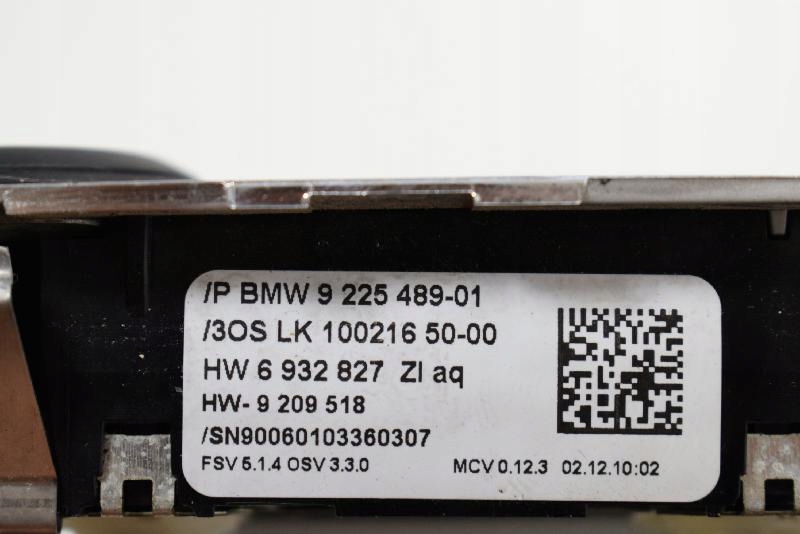 /P BMW 9 225 489-01
/3OS LK 100216 50-00
HW 6 932 827 ZI aq
HW- 9 209 518
/SN90060103360307
FSV 5.1.4 OSV 3.3.0 MCV 0.12.3 02.12.10:02